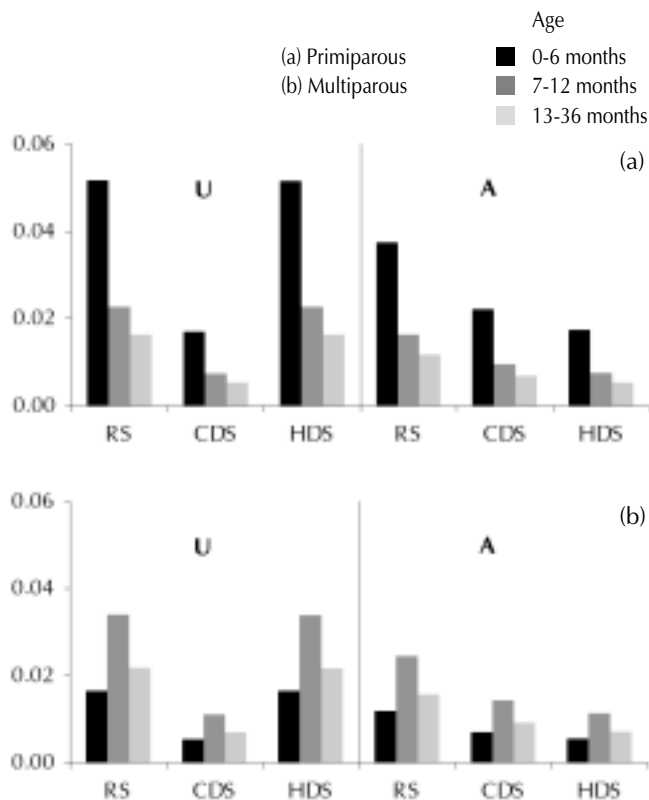 Age
(a) Primiparous
0-6 months
(b) Multiparous
7-12 months
13-36 months
(a)
0.06
U
A
0.04
0.02
0.00
RS CDS HDS RS CDS HDS
(b)
0.06
U
A
0.04
0.02
0.00
RS CDS HDS RS CDS HDS